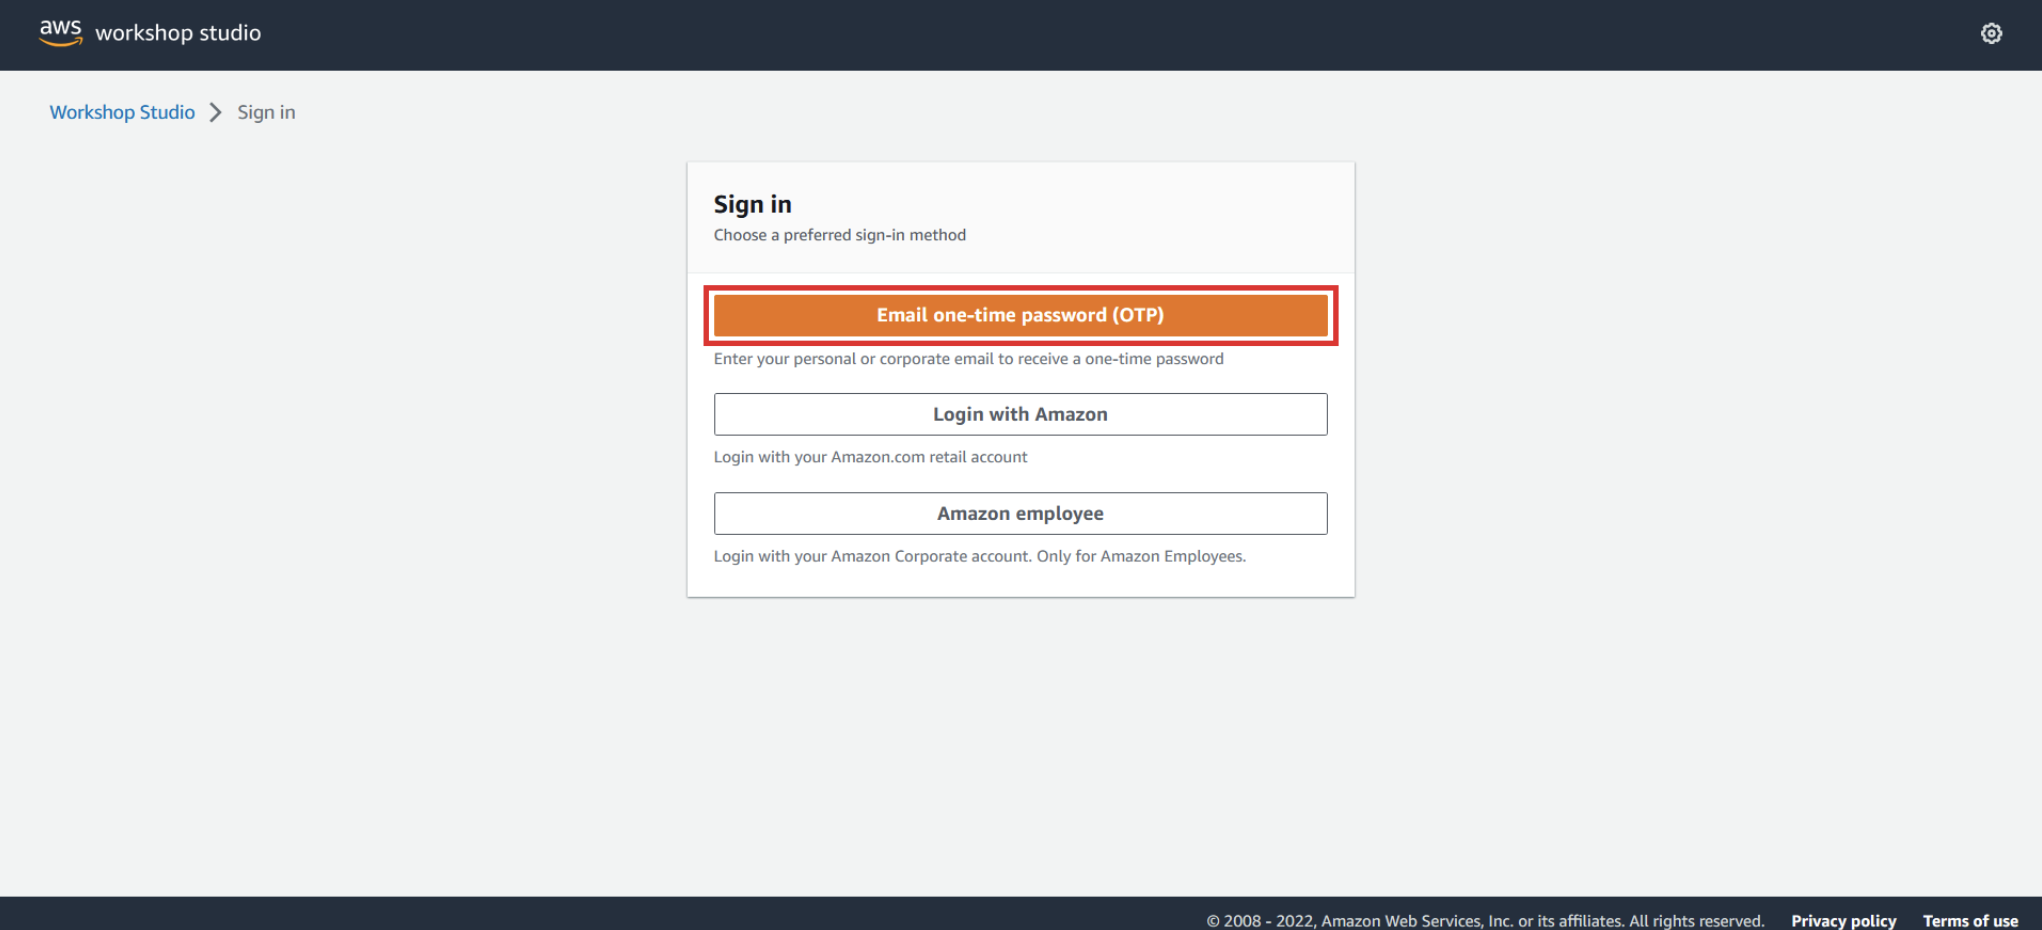 aws workshop studio
Workshop Studio Sign in
Sign in
Choose a preferred sign-in method
Email one-time password (OTP)
Enter your personal or corporate email to receive a one-time password
Login with Amazon
Login with your Amazon.com retail account
Amazon employee
Login with your Amazon Corporate account. Only for Amazon Employees.
© 2008 - 2022, Amazon Web Services, Inc. or its affiliates. All rights reserved. Privacy policy Terms of use